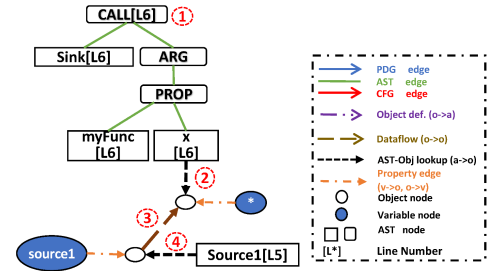 CALL[L6]
1
Sink[L6]
ARG
PROP
myFunc
[L6]
x
[L6]
2
3
*
source1
4
Source1[L5]
PDG edge
AST edge
CFG edge
Object def. (o->a)
Dataflow (o->o)
AST-Obj lookup (a->o)
Property edge
(v->o, o->v)
Object node
Variable node
AST node
[L*] Line Number